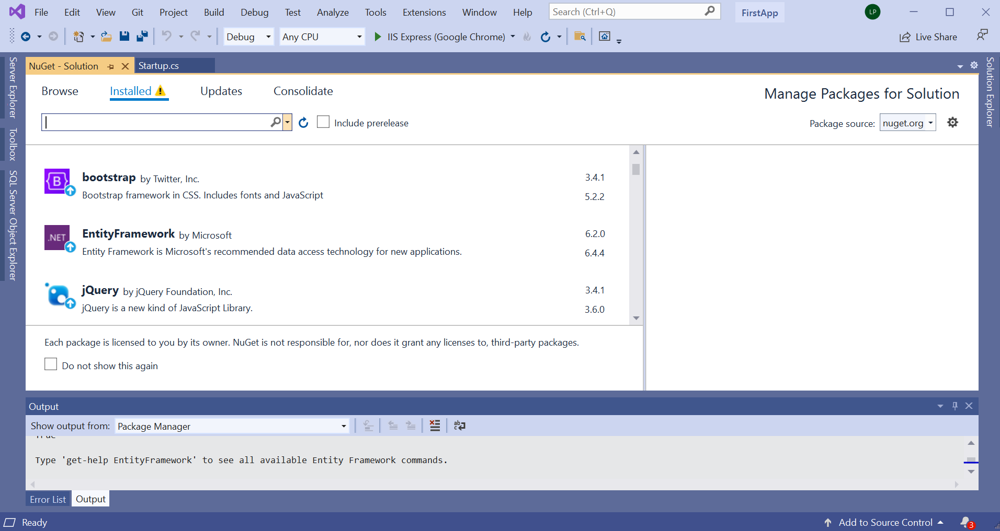 File Edit View Git Project Build Debug Test Analyze Tools Extensions Window Help Search (Ctrl+Q) FirstApp LP
Debug Any CPU IIS Express (Google Chrome) Live Share
Server Explorer
Toolbox
SQL Server Object Explorer
NuGet - Solution Startup.cs
Solution Explorer
Browse Installed Updates Consolidate Manage Packages for Solution
Include prerelease Package source: nuget.org
B bootstrap by Twitter, Inc. 3.4.1
Bootstrap framework in CSS. Includes fonts and JavaScript 5.2.2
.NET EntityFramework by Microsoft 6.2.0
Entity Framework is Microsoft's recommended data access technology for new applications. 6.4.4
jQuery by jQuery Foundation, Inc. 3.4.1
jQuery is a new kind of JavaScript Library. 3.6.0
Each package is licensed to you by its owner. NuGet is not responsible for, nor does it grant any licenses to, third-party packages.
Do not show this again
Output
Show output from: Package Manager
True
Type 'get-help EntityFramework' to see all available Entity Framework commands.
Error List Output
Ready Add to Source Control 3